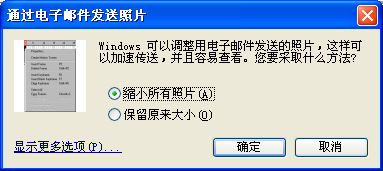 通过电子邮件发送照片
Windows 可以调整用电子邮件发送的照片，这样可
以加速传送，并且容易查看。您要采取什么方法?
缩小所有照片(A)
保留原来大小(O)
显示更多选项(P)...
确定
取消